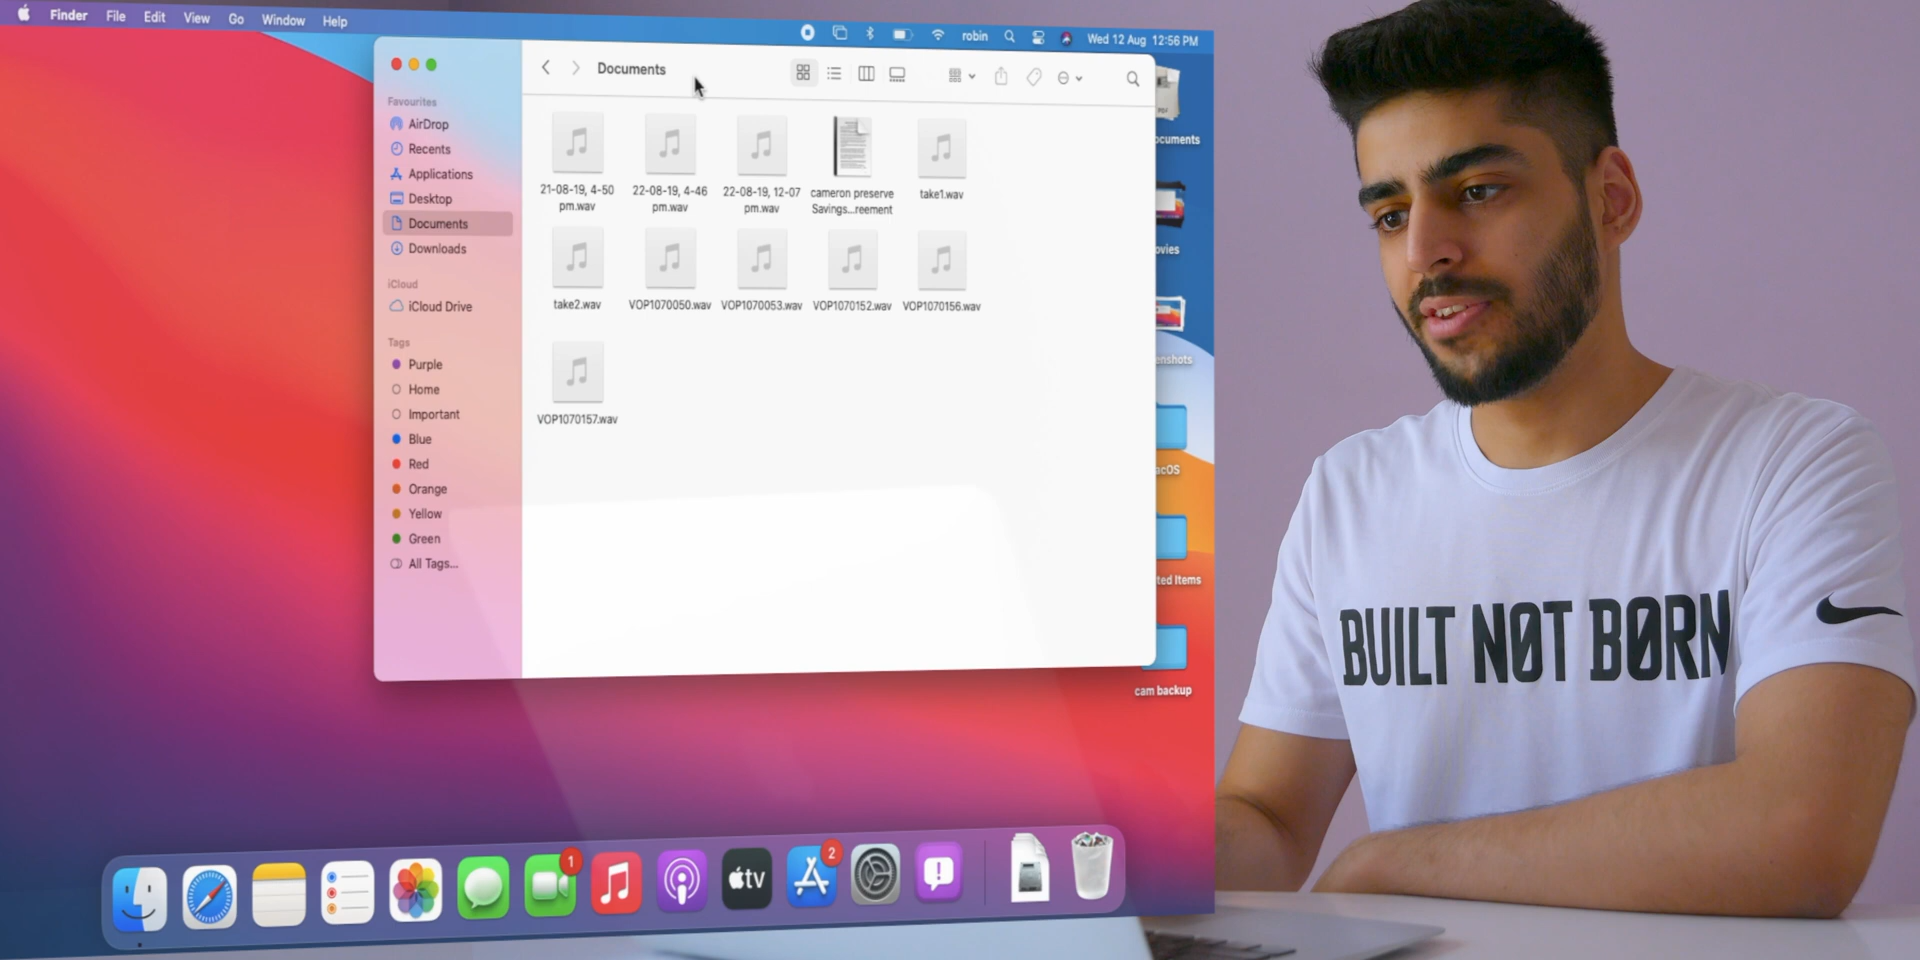 Finder File Edit View Go Window Help
robin Wed 12 Aug 12:56 PM
Documents
Favourites
AirDrop
Recents
Applications
Desktop
Documents
Downloads
iCloud
iCloud Drive
Tags
Purple
Home
Important
Blue
Red
Orange
Yellow
Green
All Tags...
21-08-19, 4-50
pm.wav
22-08-19, 4-46
pm.wav
22-08-19, 12-07
pm.wav
cameron preserve
Savings...reement
take1.wav
take2.wav
VOP1070050.wav
VOP1070053.wav
VOP1070152.wav
VOP1070156.wav
VOP1070157.wav
ocuments
ovies
enshots
acOS
ted Items
cam backup
1
tv
2
BUILT NØT BØRN